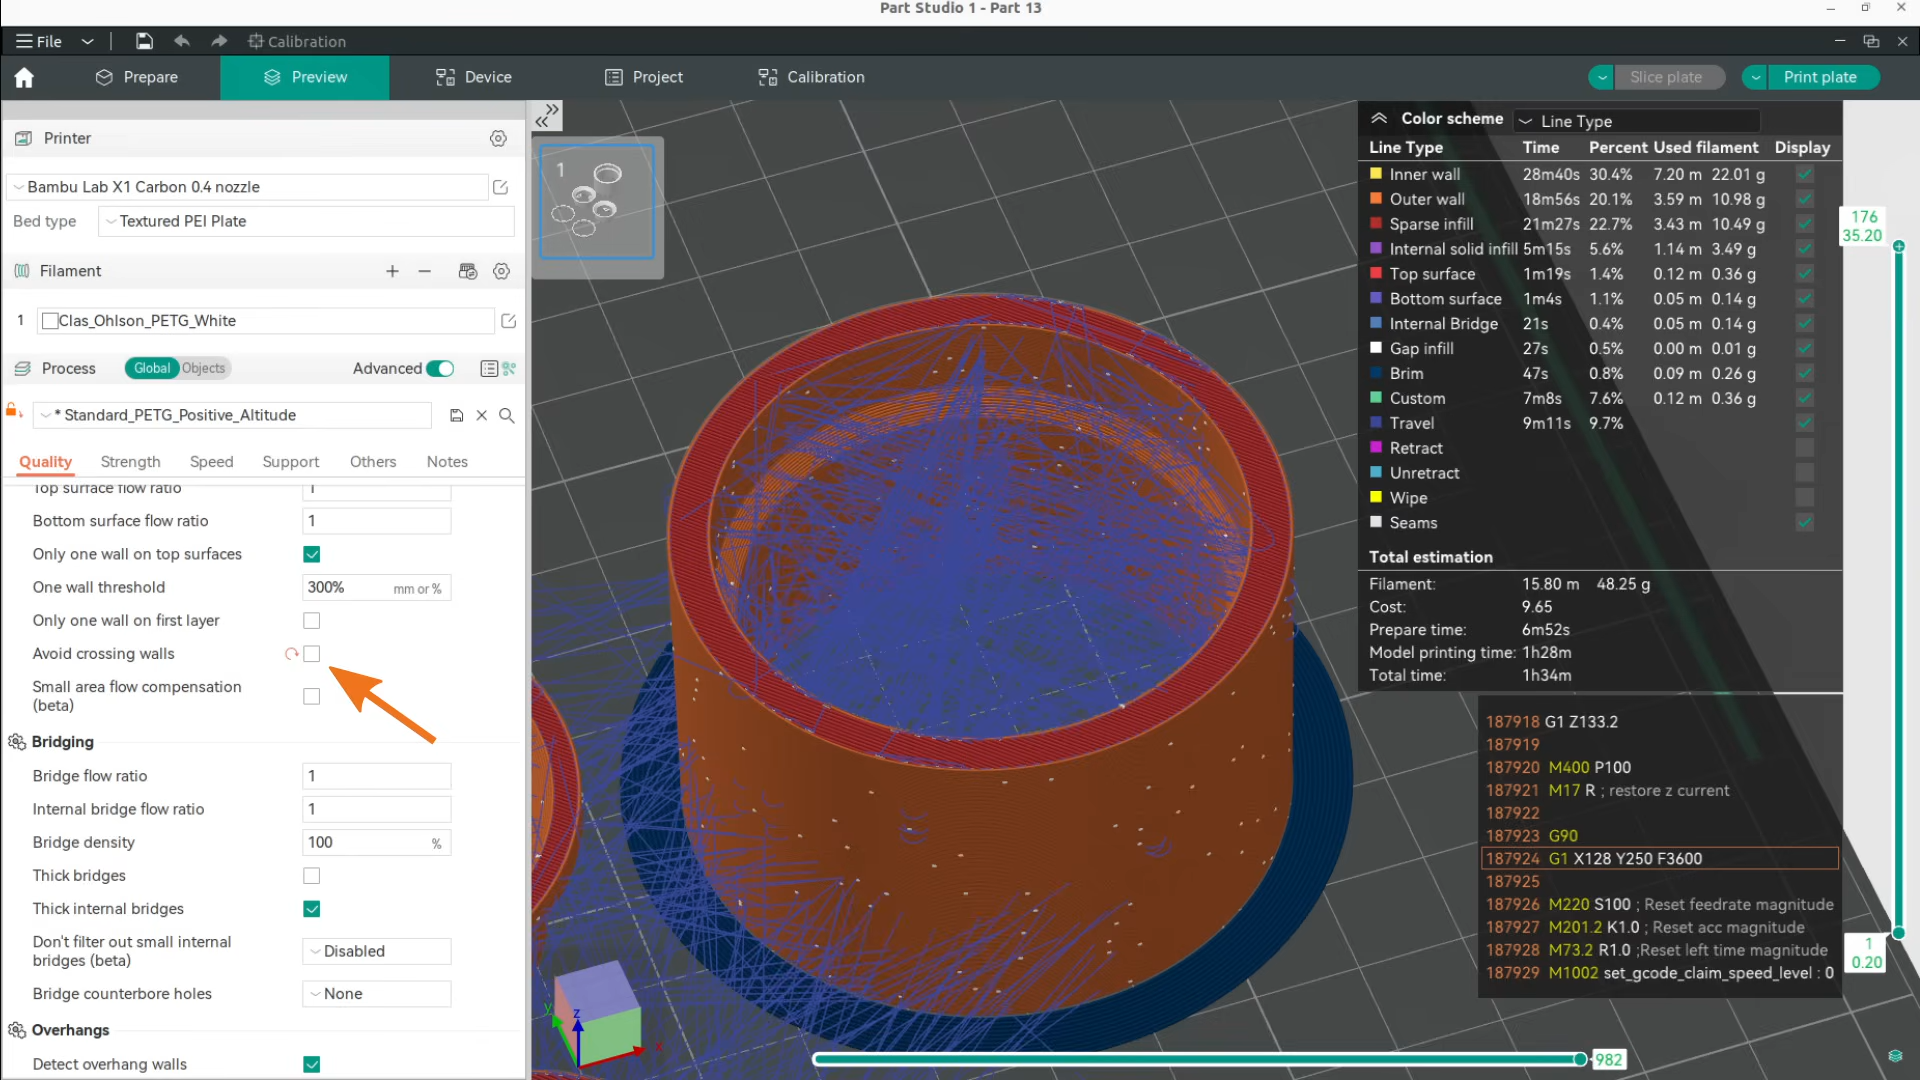 Part Studio 1 - Part 13
File
Calibration
Prepare
Preview
Device
Project
Calibration
Slice plate
Print plate
Printer
Bambu Lab X1 Carbon 0.4 nozzle
Bed type
Textured PEI Plate
Filament
1
Clas_Ohlson_PETG_White
Process
Global
Objects
Advanced
* Standard_PETG_Positive_Altitude
Quality
Strength
Speed
Support
Others
Notes
Top surface flow ratio 1
Bottom surface flow ratio 1
Only one wall on top surfaces
One wall threshold 300% mm or %
Only one wall on first layer
Avoid crossing walls
Small area flow compensation
(beta)
Bridging
Bridge flow ratio 1
Internal bridge flow ratio 1
Bridge density 100 %
Thick bridges
Thick internal bridges
Don't filter out small internal
bridges (beta)
Disabled
Bridge counterbore holes None
Overhangs
Detect overhang walls
1
Color scheme Line Type
Line Type Time Percent Used filament Display
Inner wall 28m40s 30.4% 7.20 m 22.01 g
Outer wall 18m56s 20.1% 3.59 m 10.98 g
Sparse infill 21m27s 22.7% 3.43 m 10.49 g
Internal solid infill 5m15s 5.6% 1.14 m 3.49 g
Top surface 1m19s 1.4% 0.12 m 0.36 g
Bottom surface 1m4s 1.1% 0.05 m 0.14 g
Internal Bridge 21s 0.4% 0.05 m 0.14 g
Gap infill 27s 0.5% 0.00 m 0.01 g
Brim 47s 0.8% 0.09 m 0.26 g
Custom 7m8s 7.6% 0.12 m 0.36 g
Travel 9m11s 9.7%
Retract
Unretract
Wipe
Seams
Total estimation
Filament: 15.80 m 48.25 g
Cost: 9.65
Prepare time: 6m52s
Model printing time: 1h28m
Total time: 1h34m
187918 G1 Z133.2
187919
187920 M400 P100
187921 M17 R ; restore z current
187922
187923 G90
187924 G1 X128 Y250 F3600
187925
187926 M220 S100 ; Reset feedrate magnitude
187927 M201.2 K1.0 ; Reset acc magnitude
187928 M73.2 R1.0 ;Reset left time magnitude
187929 M1002 set_gcode_claim_speed_level : 0
176
35.20
1
0.20
982
y
z
x